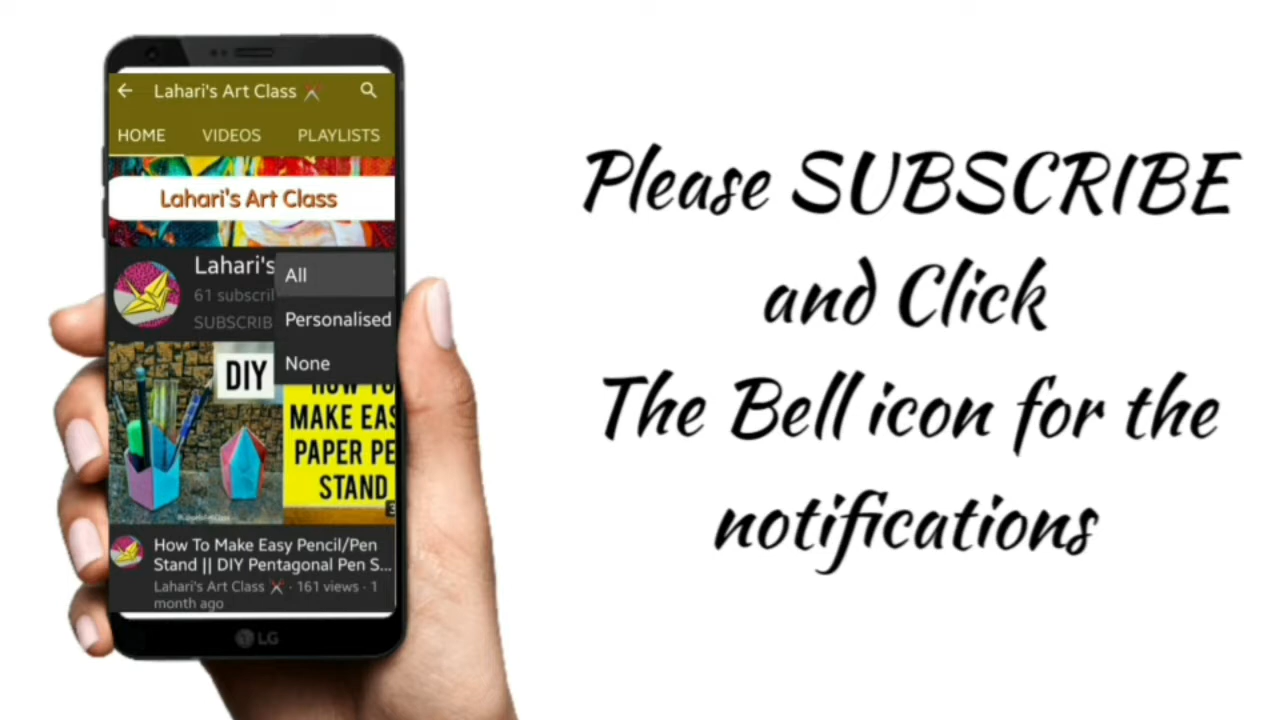 Lahari's Art Class
HOME VIDEOS PLAYLISTS
Lahari's Art Class
Lahari's
61 subscri
SUBSCRIB
All
Personalised
None
DIY
HOW TO
MAKE EAS
PAPER PE
STAND
How To Make Easy Pencil/Pen
Stand || DIY Pentagonal Pen S...
Lahari's Art Class · 161 views · 1
month ago
LG
Please SUBSCRIBE
and Click
The Bell icon for the
notifications